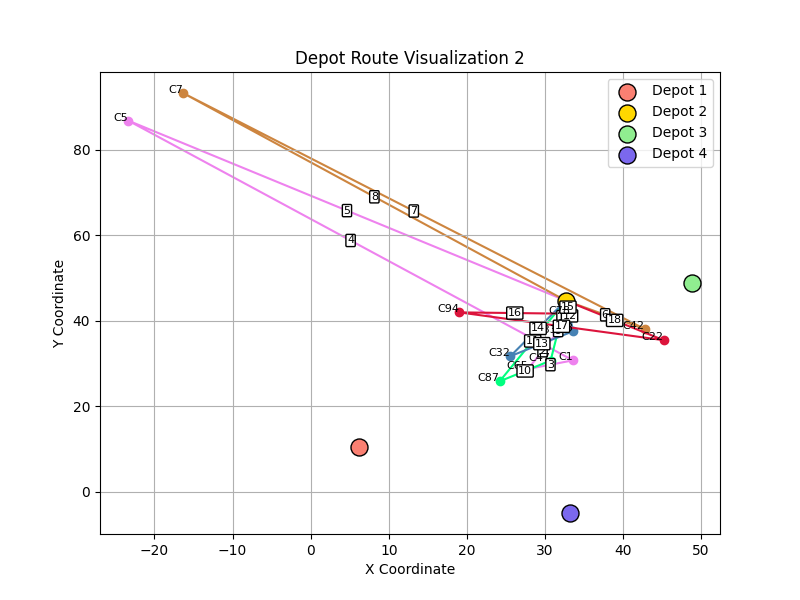 Depot Route Visualization 2
Depot 1
Depot 2
Depot 3
Depot 4
C7
C5
8
7
5
4
C94
16
15
12
18
C42
C22
14
17
13
C32
C1
3
C87
10
80
60
40
20
0
−20
−10
0
10
20
30
40
50
X Coordinate
Y Coordinate